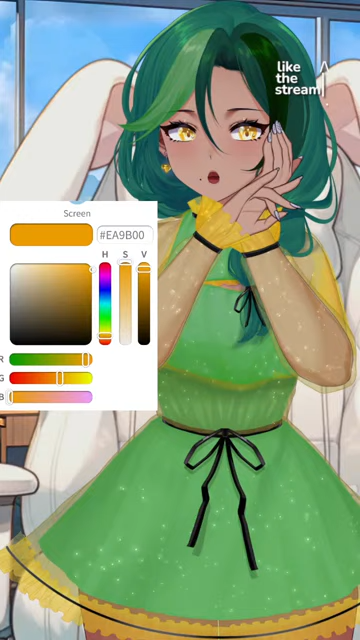 like
the
stream
Screen
#EA9B00
H S V
R
G
B